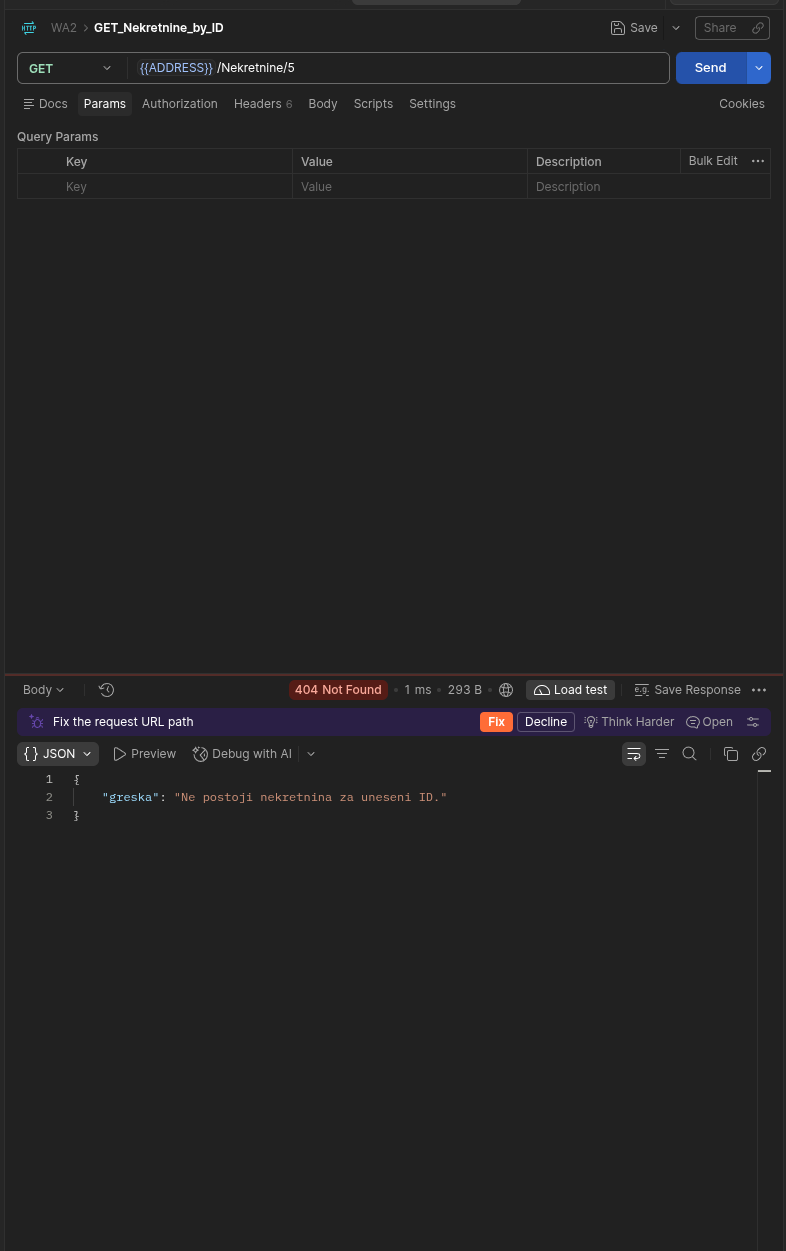 HTTP WA2 > GET_Nekretnine_by_ID Save Share
GET {{ADDRESS}} /Nekretnine/5 Send
Docs Params Authorization Headers 6 Body Scripts Settings Cookies
Query Params
Key Value Description Bulk Edit ...
Key Value Description
Body 404 Not Found • 1 ms • 293 B • Load test e.g. Save Response ...
Fix the request URL path Fix Decline Think Harder Open
{ } JSON Preview Debug with AI
1 {
2 "greska": "Ne postoji nekretnina za uneseni ID."
3 }